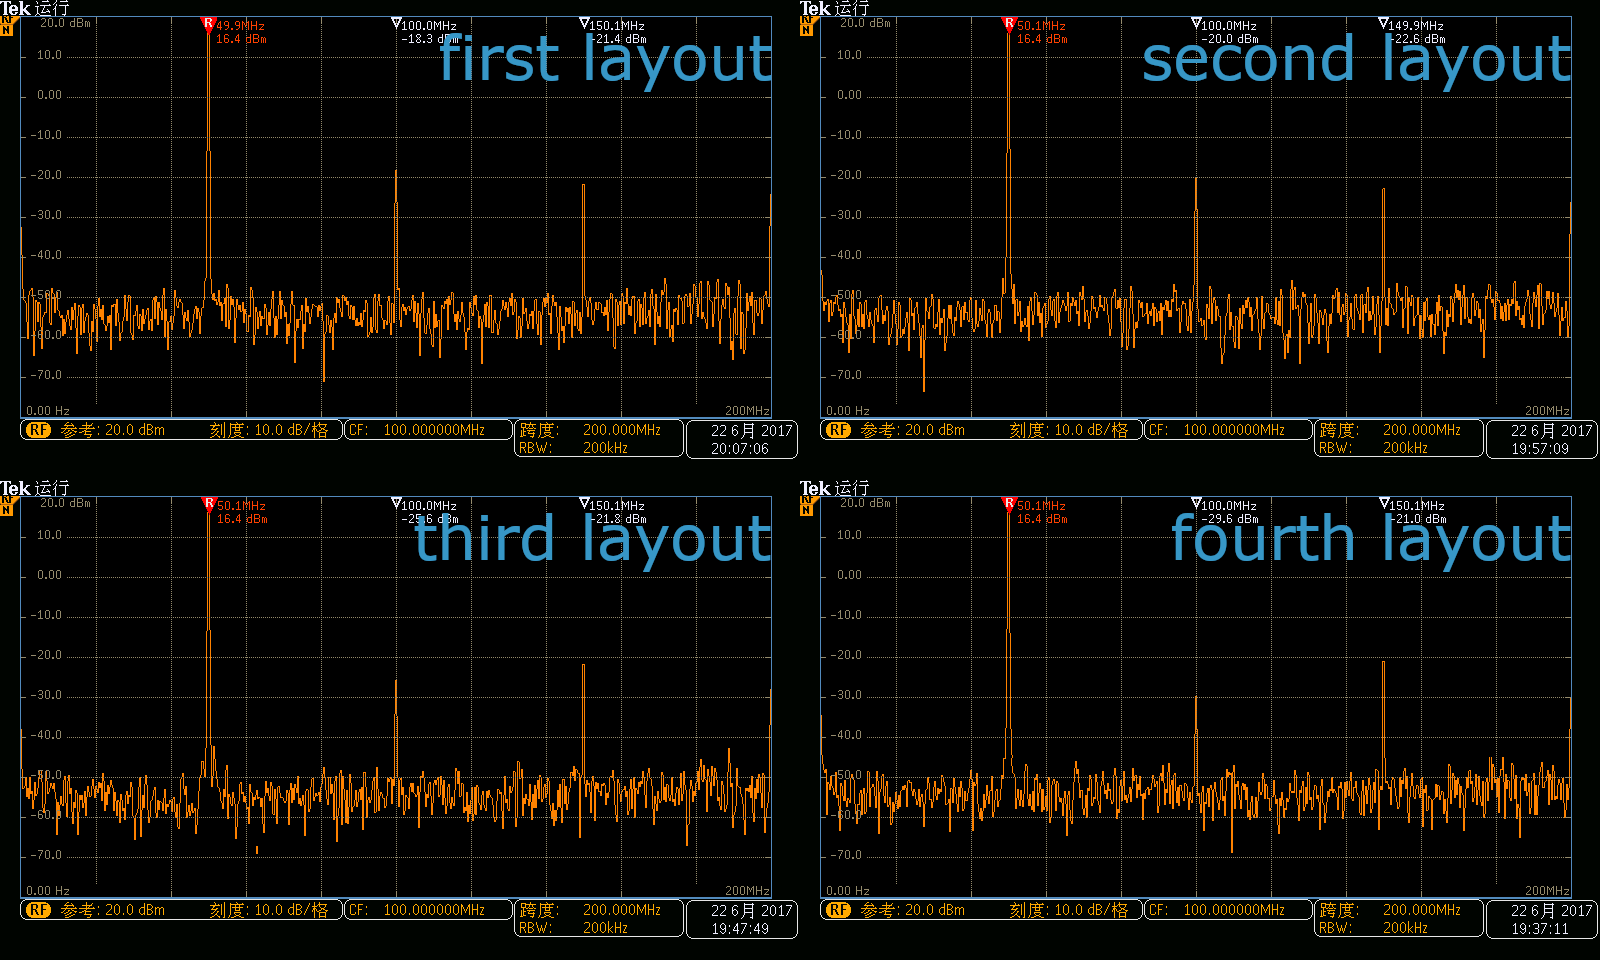 Tek 运行
RF
N
20.0 dBm
R 49.9MHz
16.4 dBm
100.0MHz
-18.3 dBm
150.1MHz
-21.4 dBm
first layout
10.0
0.00
-10.0
-20.0
-30.0
-40.0
-50.0
-60.0
-70.0
0.00 Hz
200MHz
RF 参考: 20.0 dBm 刻度: 10.0 dB/格
CF: 100.000000MHz
跨度: 200.000MHz
RBW: 200kHz
22 6月 2017
20:07:06
Tek 运行
RF
N
20.0 dBm
R 50.1MHz
16.4 dBm
100.0MHz
-20.0 dBm
149.9MHz
-22.6 dBm
second layout
10.0
0.00
-10.0
-20.0
-30.0
-40.0
-50.0
-60.0
-70.0
0.00 Hz
200MHz
RF 参考: 20.0 dBm 刻度: 10.0 dB/格
CF: 100.000000MHz
跨度: 200.000MHz
RBW: 200kHz
22 6月 2017
19:57:09
Tek 运行
RF
N
20.0 dBm
R 50.1MHz
16.4 dBm
100.0MHz
-25.6 dBm
150.1MHz
-21.8 dBm
third layout
10.0
0.00
-10.0
-20.0
-30.0
-40.0
-50.0
-60.0
-70.0
0.00 Hz
200MHz
RF 参考: 20.0 dBm 刻度: 10.0 dB/格
CF: 100.000000MHz
跨度: 200.000MHz
RBW: 200kHz
22 6月 2017
19:47:49
Tek 运行
RF
N
20.0 dBm
R 50.1MHz
16.4 dBm
100.0MHz
-29.6 dBm
150.1MHz
-21.0 dBm
fourth layout
10.0
0.00
-10.0
-20.0
-30.0
-40.0
-50.0
-60.0
-70.0
0.00 Hz
200MHz
RF 参考: 20.0 dBm 刻度: 10.0 dB/格
CF: 100.000000MHz
跨度: 200.000MHz
RBW: 200kHz
22 6月 2017
19:37:11